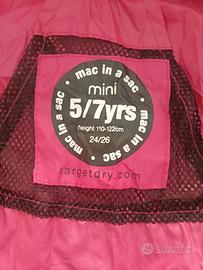 mac in a sac
mac in a sac
mac in a sac
mac in a sac
mini
5/7yrs
height 110-122cm
24/26
targetdry.com
Subito